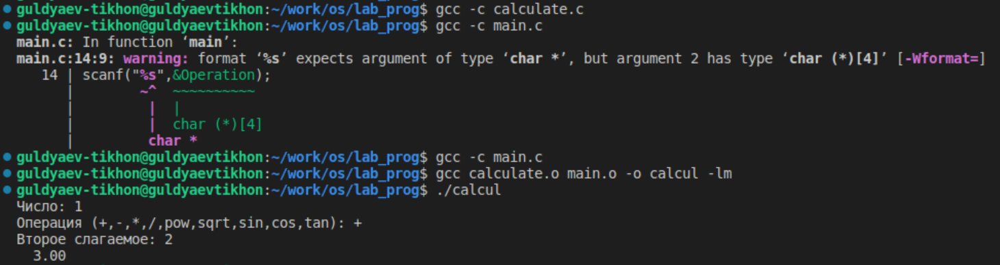 guldyaev-tikhon@guldyaevtikhon:~/work/os/lab_prog$ gcc -c calculate.c
guldyaev-tikhon@guldyaevtikhon:~/work/os/lab_prog$ gcc -c main.c
main.c: In function ‘main’:
main.c:14:9: warning: format ‘%s’ expects argument of type ‘char *’, but argument 2 has type ‘char (*)[4]’ [-Wformat=]
   14 | scanf("%s",&Operation);
      |        ~^  ~~~~~~~~~~
      |         |  |
      |         |  char (*)[4]
      |         char *
guldyaev-tikhon@guldyaevtikhon:~/work/os/lab_prog$ gcc -c main.c
guldyaev-tikhon@guldyaevtikhon:~/work/os/lab_prog$ gcc calculate.o main.o -o calcul -lm
guldyaev-tikhon@guldyaevtikhon:~/work/os/lab_prog$ ./calcul
Число: 1
Операция (+,-,*,/,pow,sqrt,sin,cos,tan): +
Второе слагаемое: 2
  3.00